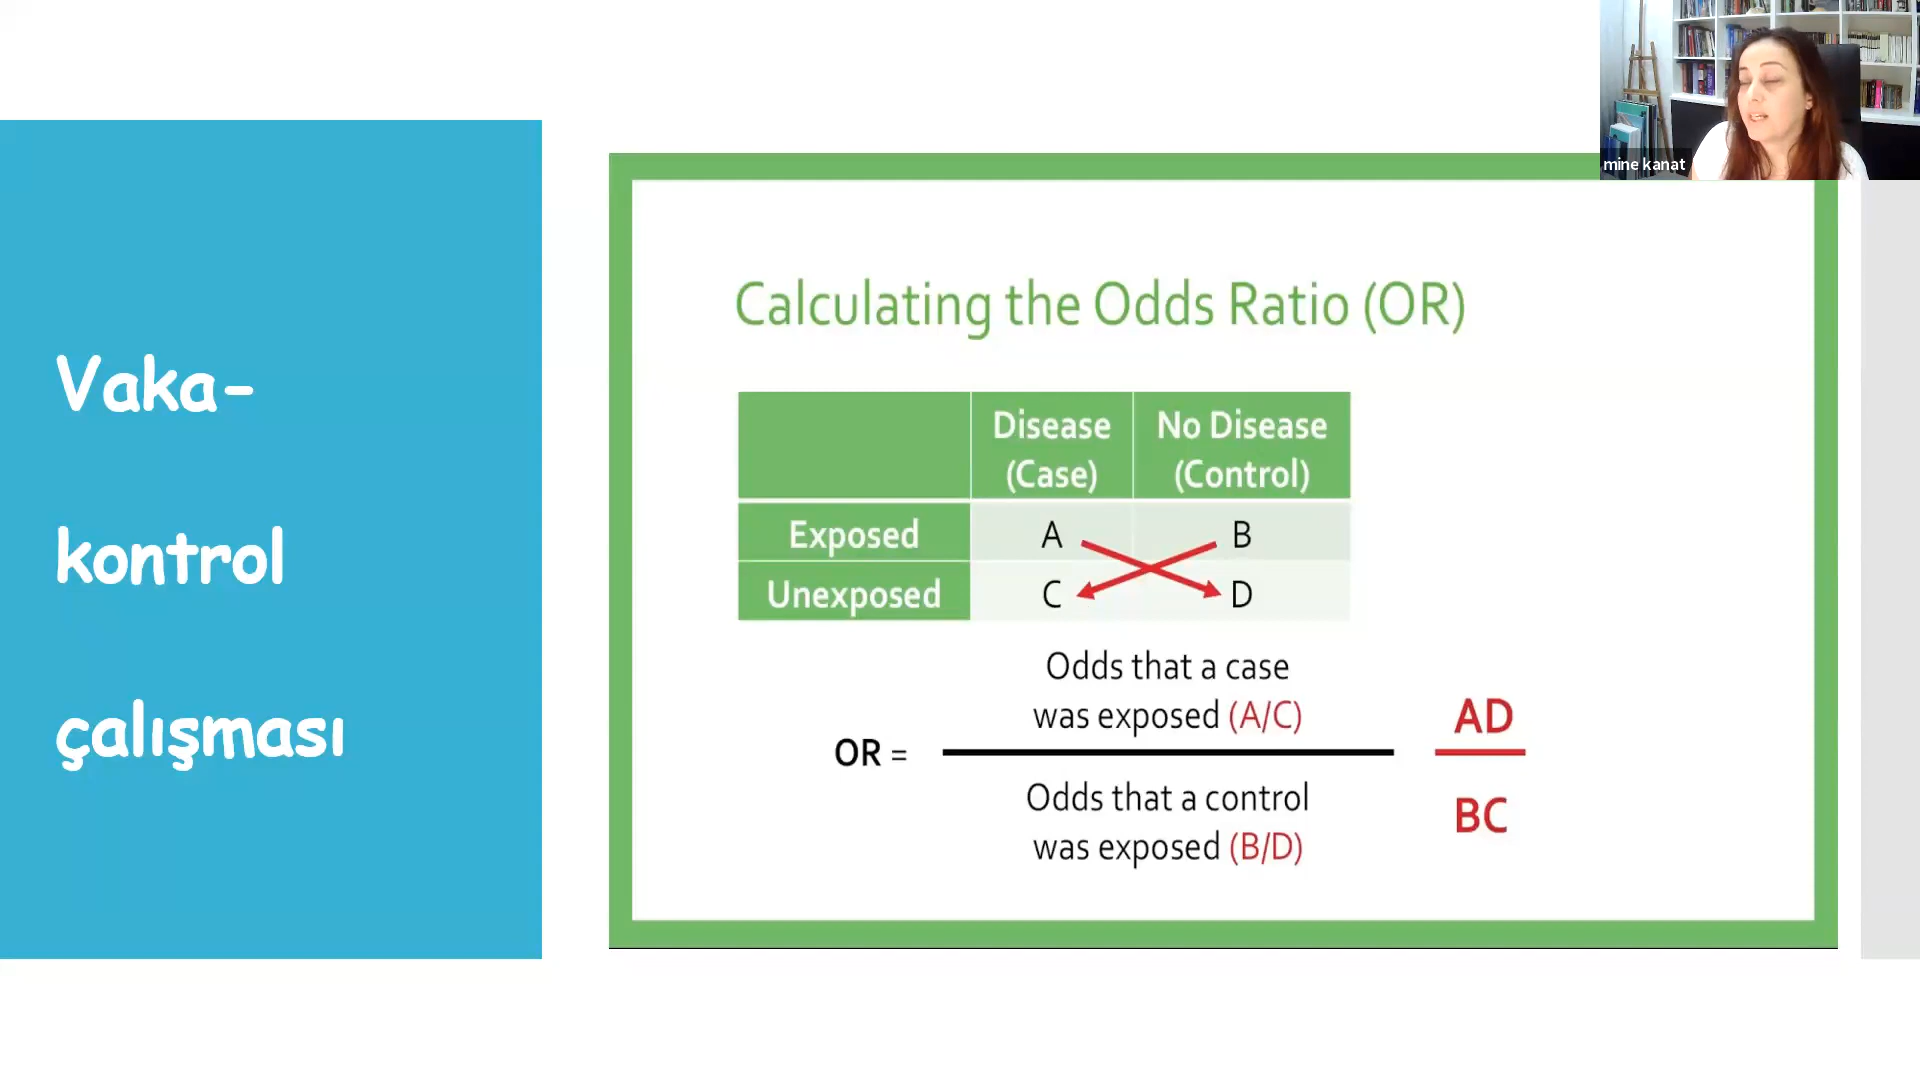 mine kanat
Vaka-
kontrol
çalışması
Calculating the Odds Ratio (OR)
Disease No Disease
(Case) (Control)
Exposed A B
Unexposed C D
Odds that a case
was exposed (A/C)
OR =
Odds that a control
was exposed (B/D)
AD
BC